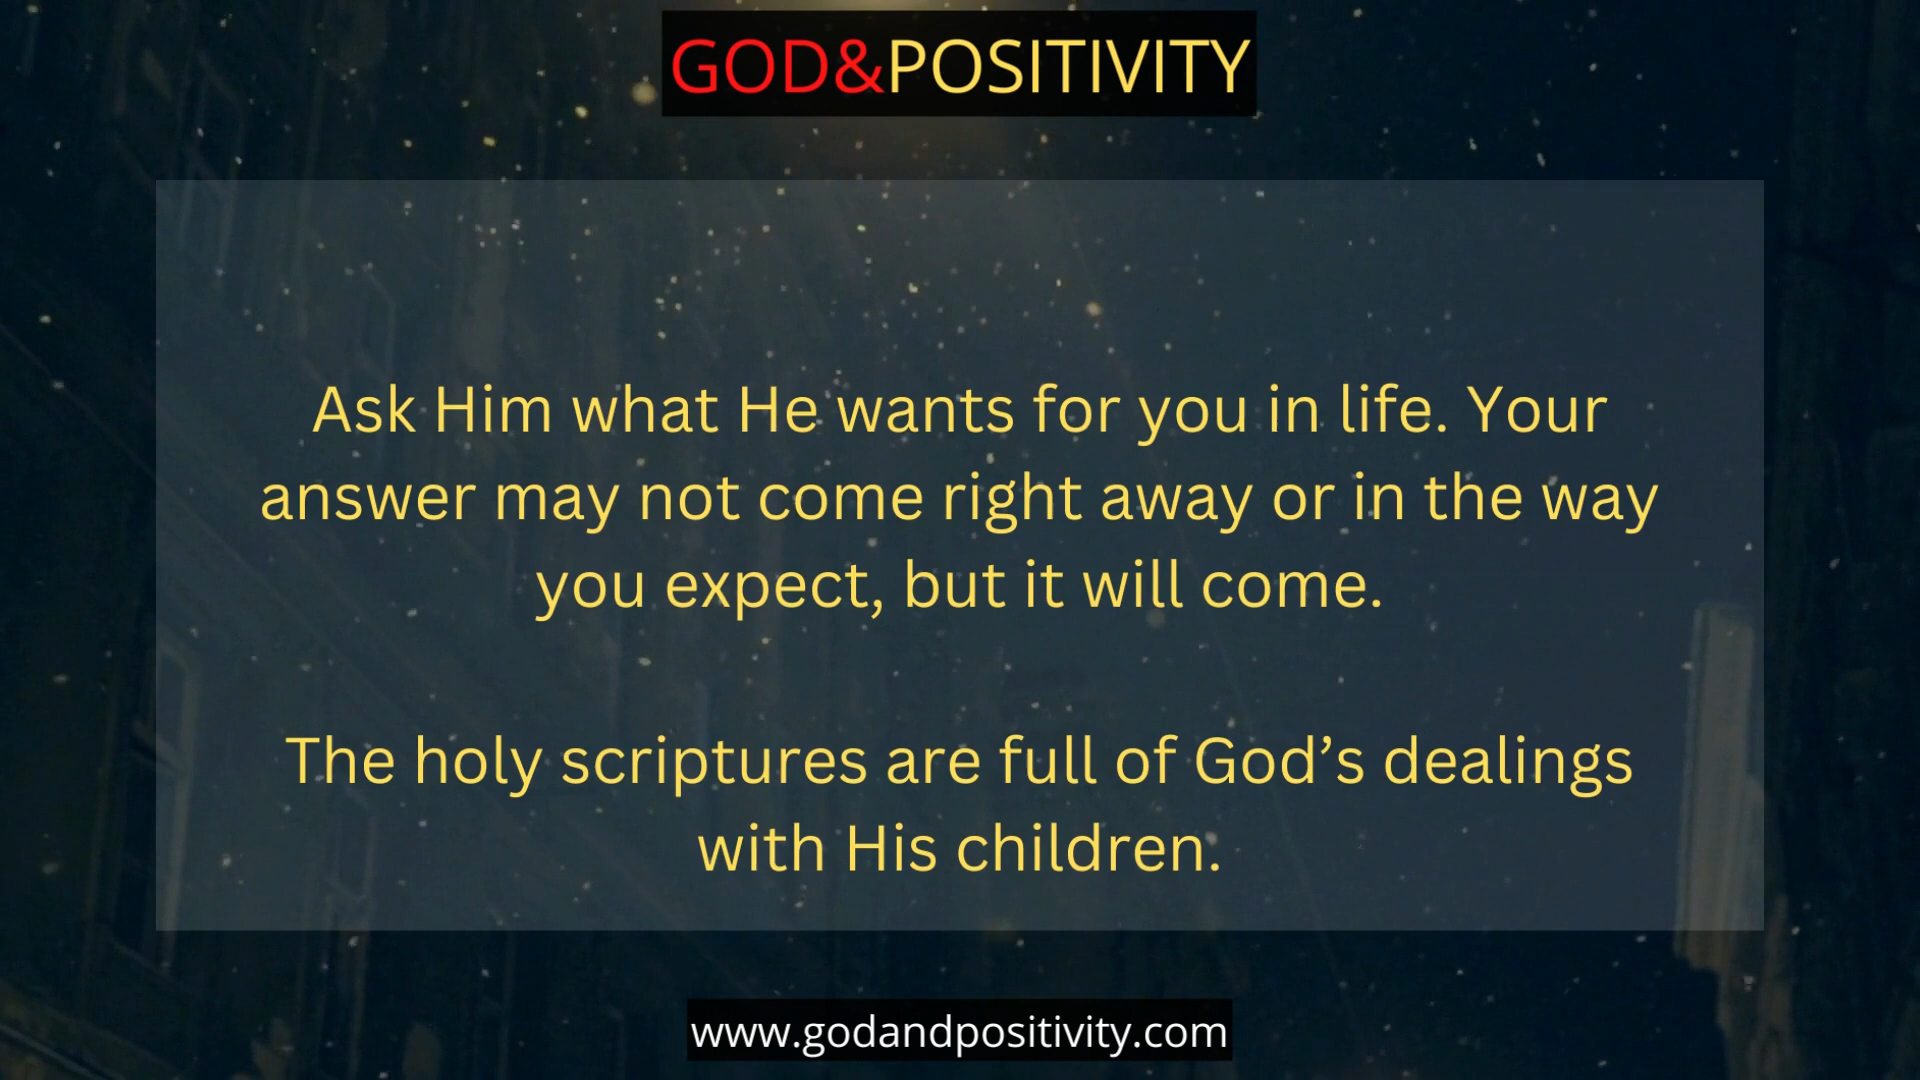 GOD&POSITIVITY
Ask Him what He wants for you in life. Your
answer may not come right away or in the way
you expect, but it will come.
The holy scriptures are full of God’s dealings
with His children.
www.godandpositivity.com